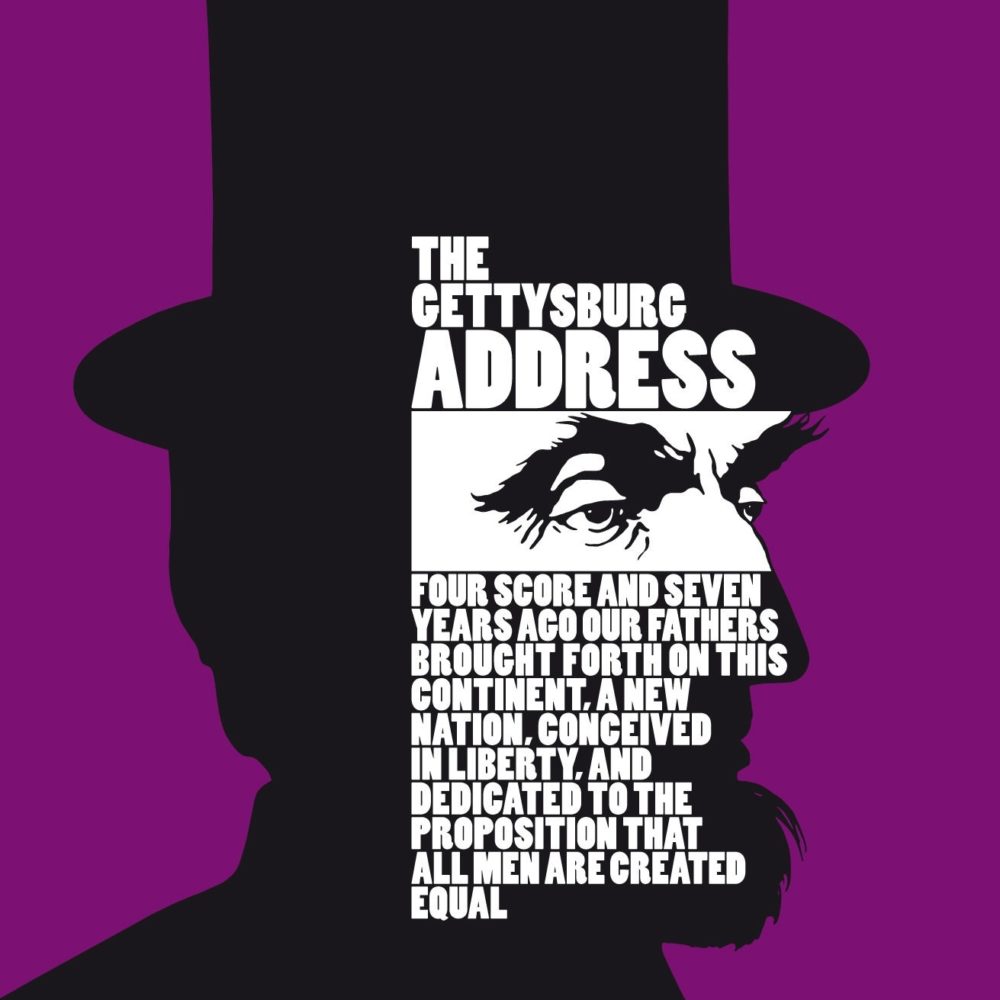 THE
GETTYSBURG
ADDRESS
FOUR SCORE AND SEVEN
YEARS AGO OUR FATHERS
BROUGHT FORTH ON THIS
CONTINENT, A NEW
NATION, CONCEIVED
IN LIBERTY, AND
DEDICATED TO THE
PROPOSITION THAT
ALL MEN ARE CREATED
EQUAL